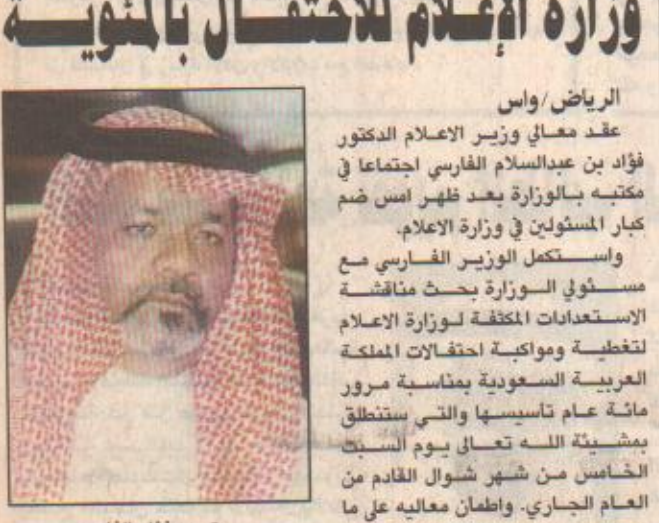 وزارة الإعلام للاحتفال بالمئوية
الرياض/واس
عقد معالي وزير الاعلام الدكتور
فؤاد بن عبدالسلام الفارسي اجتماعا في
مكتبه بالوزارة بعد ظهر امس ضم
كبار المسئولين في وزارة الاعلام.
واستكمل الوزير الفارسي مع
مسئولي الوزارة بحث مناقشة
الاستعدادات المكثفة لوزارة الاعلام
لتغطية ومواكبة احتفالات المملكة
العربية السعودية بمناسبة مرور
مائة عام تاسيسها والتي ستنطلق
بمشيئة الله تعالى يوم السبت
الخامس من شهر شوال القادم من
العام الجاري. واطمان معاليه على ما